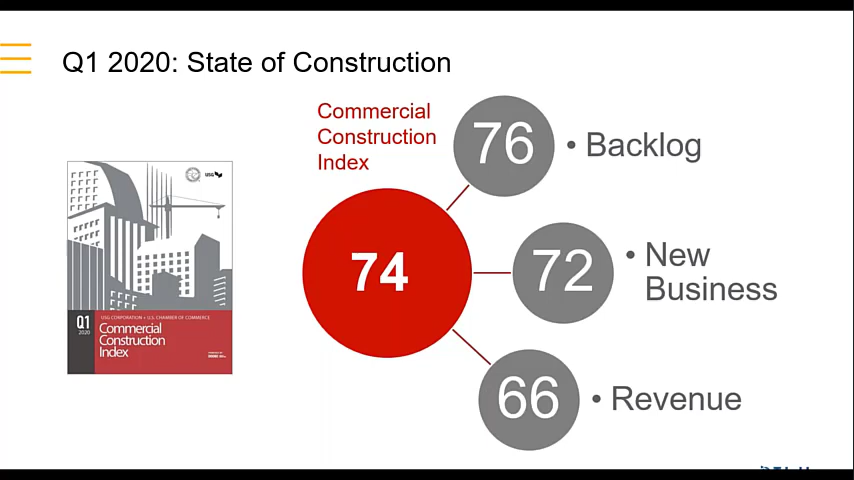 Q1 2020: State of Construction
Commercial
Construction
Index
76
• Backlog
74
72
• New
Business
66
• Revenue
USG
USG CORPORATION + U.S. CHAMBER OF COMMERCE
Q1
2020
Commercial
Construction
Index